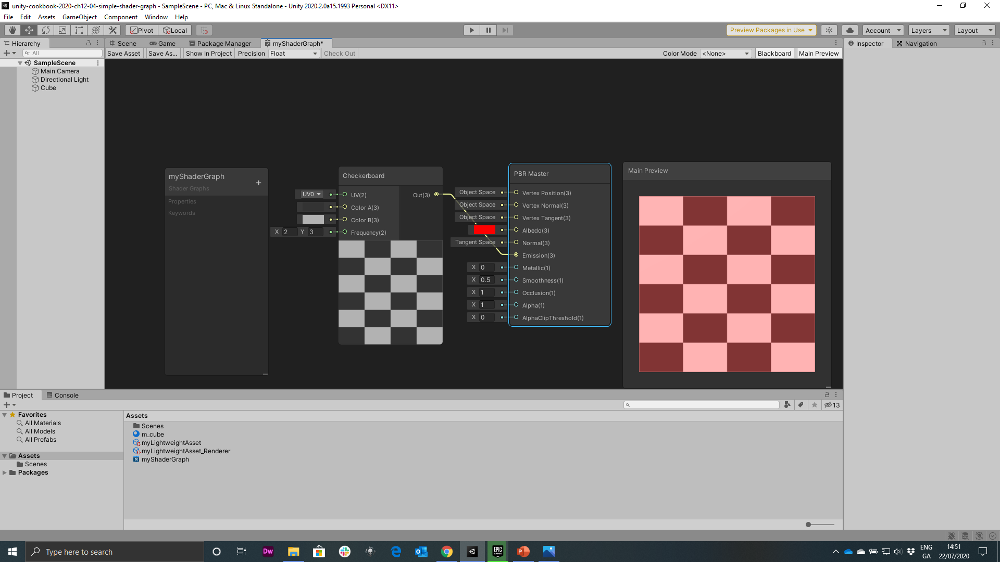 unity-cookbook-2020-ch12-04-simple-shader-graph - SampleScene - PC, Mac & Linux Standalone - Unity 2020.2.0a15.1993 Personal <DX11>
File Edit Assets GameObject Component Window Help
Pivot Local Preview Packages in Use Account Layers Layout
Hierarchy Scene Game Package Manager myShaderGraph* Inspector Navigation
All Save Asset Save As... Show In Project Precision Float Check Out Color Mode <None> Blackboard Main Preview
SampleScene
Main Camera
Directional Light
Cube
myShaderGraph
Shader Graphs
Properties
Keywords
Checkerboard
UV0 UV(2) Out(3)
Color A(3)
Color B(3)
X 2 Y 3 Frequency(2)
PBR Master
Object Space Vertex Position(3)
Object Space Vertex Normal(3)
Object Space Vertex Tangent(3)
Albedo(3)
Tangent Space Normal(3)
Emission(3)
X 0 Metallic(1)
X 0.5 Smoothness(1)
X 1 Occlusion(1)
X 1 Alpha(1)
X 0 AlphaClipThreshold(1)
Main Preview
Project Console
13
Favorites
All Materials
All Models
All Prefabs
Assets
Scenes
Packages
Assets
Scenes
m_cube
myLightweightAsset
myLightweightAsset_Renderer
myShaderGraph
Type here to search
Dw
EPIC GAMES
ENG
GA
14:51
22/07/2020